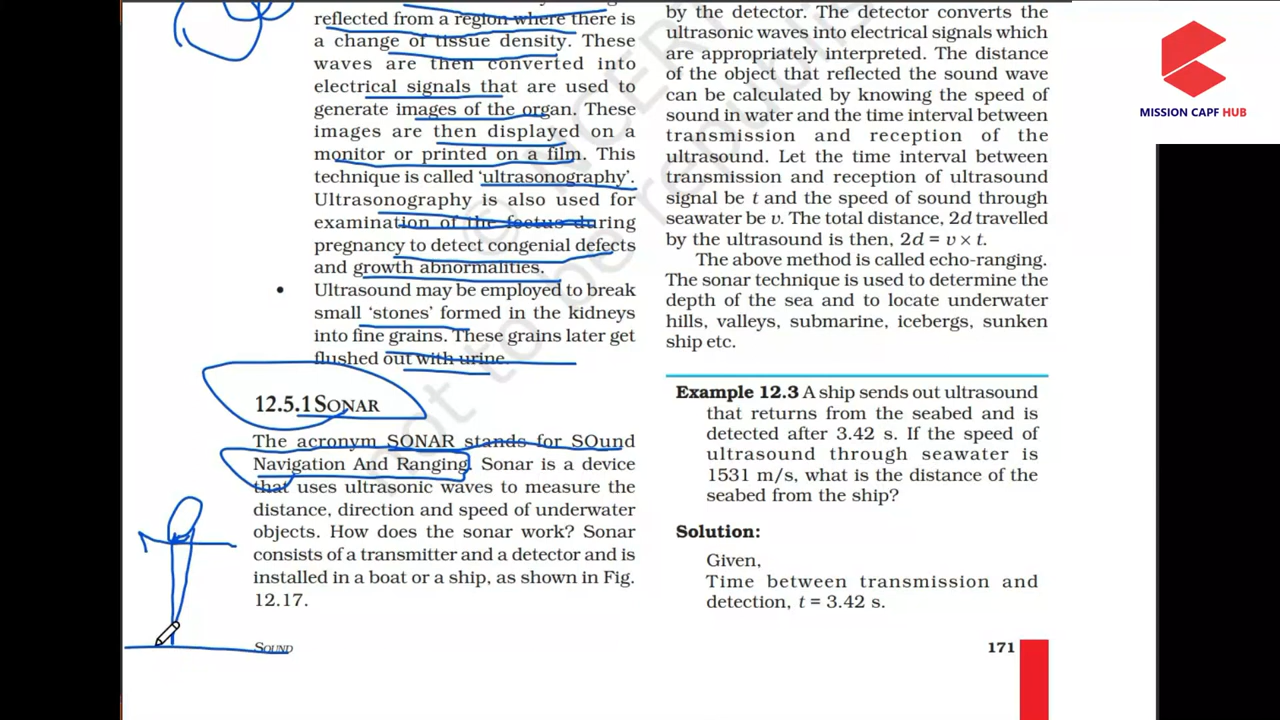 reflected from a region where there is
a change of tissue density. These
waves are then converted into
electrical signals that are used to
generate images of the organ. These
images are then displayed on a
monitor or printed on a film. This
technique is called ‘ultrasonography’.
Ultrasonography is also used for
examination of the foetus during
pregnancy to detect congenial defects
and growth abnormalities.
• Ultrasound may be employed to break
small ‘stones’ formed in the kidneys
into fine grains. These grains later get
flushed out with urine.
12.5.1 SONAR
The acronym SONAR stands for SOund
Navigation And Ranging. Sonar is a device
that uses ultrasonic waves to measure the
distance, direction and speed of underwater
objects. How does the sonar work? Sonar
consists of a transmitter and a detector and is
installed in a boat or a ship, as shown in Fig.
12.17.
SOUND
by the detector. The detector converts the
ultrasonic waves into electrical signals which
are appropriately interpreted. The distance
of the object that reflected the sound wave
can be calculated by knowing the speed of
sound in water and the time interval between
transmission and reception of the
ultrasound. Let the time interval between
transmission and reception of ultrasound
signal be t and the speed of sound through
seawater be v. The total distance, 2d travelled
by the ultrasound is then, 2d = v × t.
The above method is called echo-ranging.
The sonar technique is used to determine the
depth of the sea and to locate underwater
hills, valleys, submarine, icebergs, sunken
ship etc.
Example 12.3 A ship sends out ultrasound
that returns from the seabed and is
detected after 3.42 s. If the speed of
ultrasound through seawater is
1531 m/s, what is the distance of the
seabed from the ship?
Solution:
Given,
Time between transmission and
detection, t = 3.42 s.
171
MISSION CAPF HUB
© NCERT
not to be republis